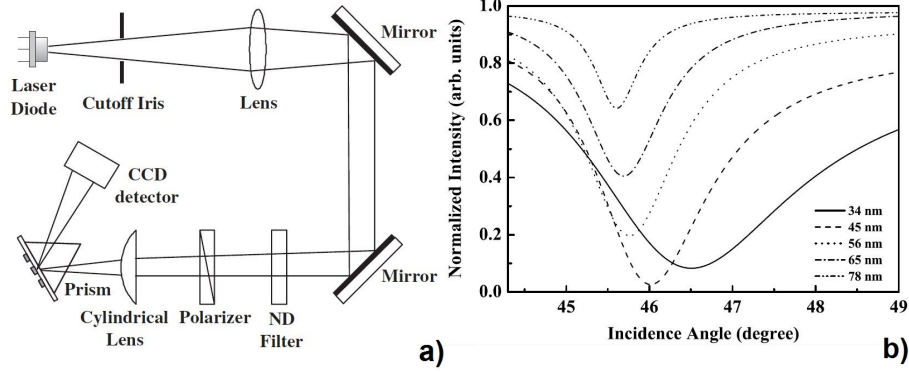 Laser
Diode
Cutoff Iris
Lens
Mirror
CCD
detector
Prism
Cylindrical
Lens
Polarizer
ND
Filter
Mirror
a)
Normalized Intensity (arb. units)
1.0
0.8
0.6
0.4
0.2
0.0
34 nm
45 nm
56 nm
65 nm
78 nm
45
46
47
48
49
Incidence Angle (degree)
b)